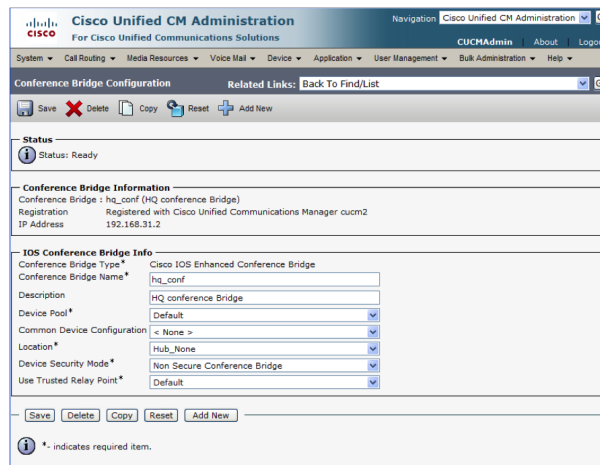 Cisco Unified CM Administration
For Cisco Unified Communications Solutions
cisco
Navigation Cisco Unified CM Administration
CUCMAdmin | About | Logou
System Call Routing Media Resources Voice Mail Device Application User Management Bulk Administration Help
Conference Bridge Configuration Related Links: Back To Find/List
Save Delete Copy Reset Add New
Status
Status: Ready
Conference Bridge Information
Conference Bridge : hq_conf (HQ conference Bridge)
Registration Registered with Cisco Unified Communications Manager cucm2
IP Address 192.168.31.2
IOS Conference Bridge Info
Conference Bridge Type* Cisco IOS Enhanced Conference Bridge
Conference Bridge Name* hq_conf
Description HQ conference Bridge
Device Pool* Default
Common Device Configuration < None >
Location* Hub_None
Device Security Mode* Non Secure Conference Bridge
Use Trusted Relay Point* Default
Save Delete Copy Reset Add New
*- indicates required item.